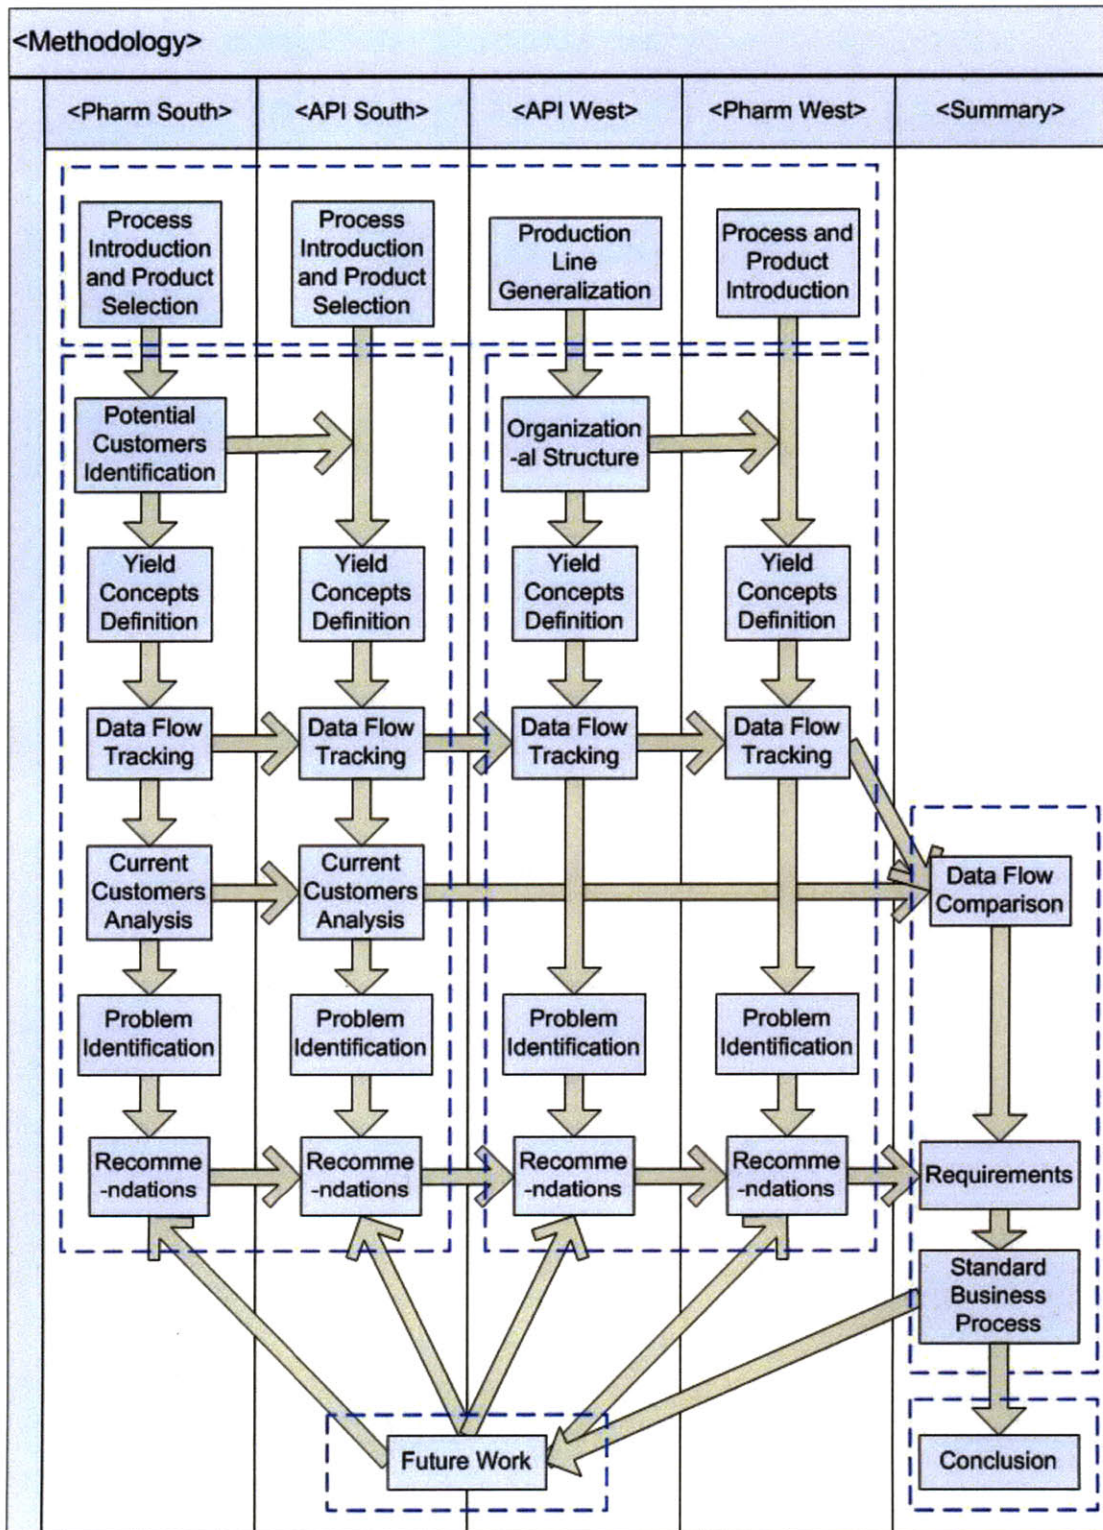 <Methodology>
<Pharm South>
<API South>
<API West>
<Pharm West>
<Summary>
Process
Introduction
and Product
Selection
Process
Introduction
and Product
Selection
Production
Line
Generalization
Process and
Product
Introduction
Potential
Customers
Identification
Organization
-al Structure
Yield
Concepts
Definition
Yield
Concepts
Definition
Yield
Concepts
Definition
Yield
Concepts
Definition
Data Flow
Tracking
Data Flow
Tracking
Data Flow
Tracking
Data Flow
Tracking
Current
Customers
Analysis
Current
Customers
Analysis
Data Flow
Comparison
Problem
Identification
Problem
Identification
Problem
Identification
Problem
Identification
Recomme
-ndations
Recomme
-ndations
Recomme
-ndations
Recomme
-ndations
Requirements
Standard
Business
Process
Future Work
Conclusion